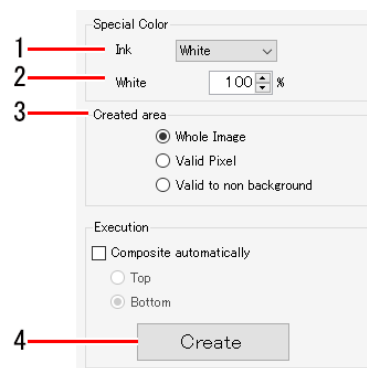 Special Color
1 Ink White
2 White 100 %
3 Created area
Whole Image
Valid Pixel
Valid to non background
Execution
Composite automatically
Top
Bottom
4 Create